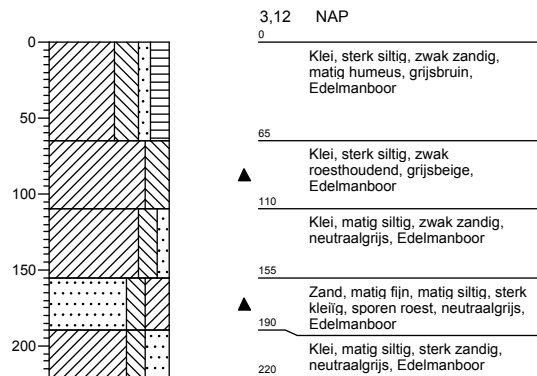 3,12 NAP
0
0
Klei, sterk siltig, zwak zandig,
matig humeus, grijsbruin,
Edelmanboor
50
65
Klei, sterk siltig, zwak
roesthoudend, grijsbeige,
Edelmanboor
100
110
Klei, matig siltig, zwak zandig,
neutraalgrijs, Edelmanboor
150
155
Zand, matig fijn, matig siltig, sterk
kleiïg, sporen roest, neutraalgrijs,
Edelmanboor
190
200
Klei, matig siltig, sterk zandig,
neutraalgrijs, Edelmanboor
220